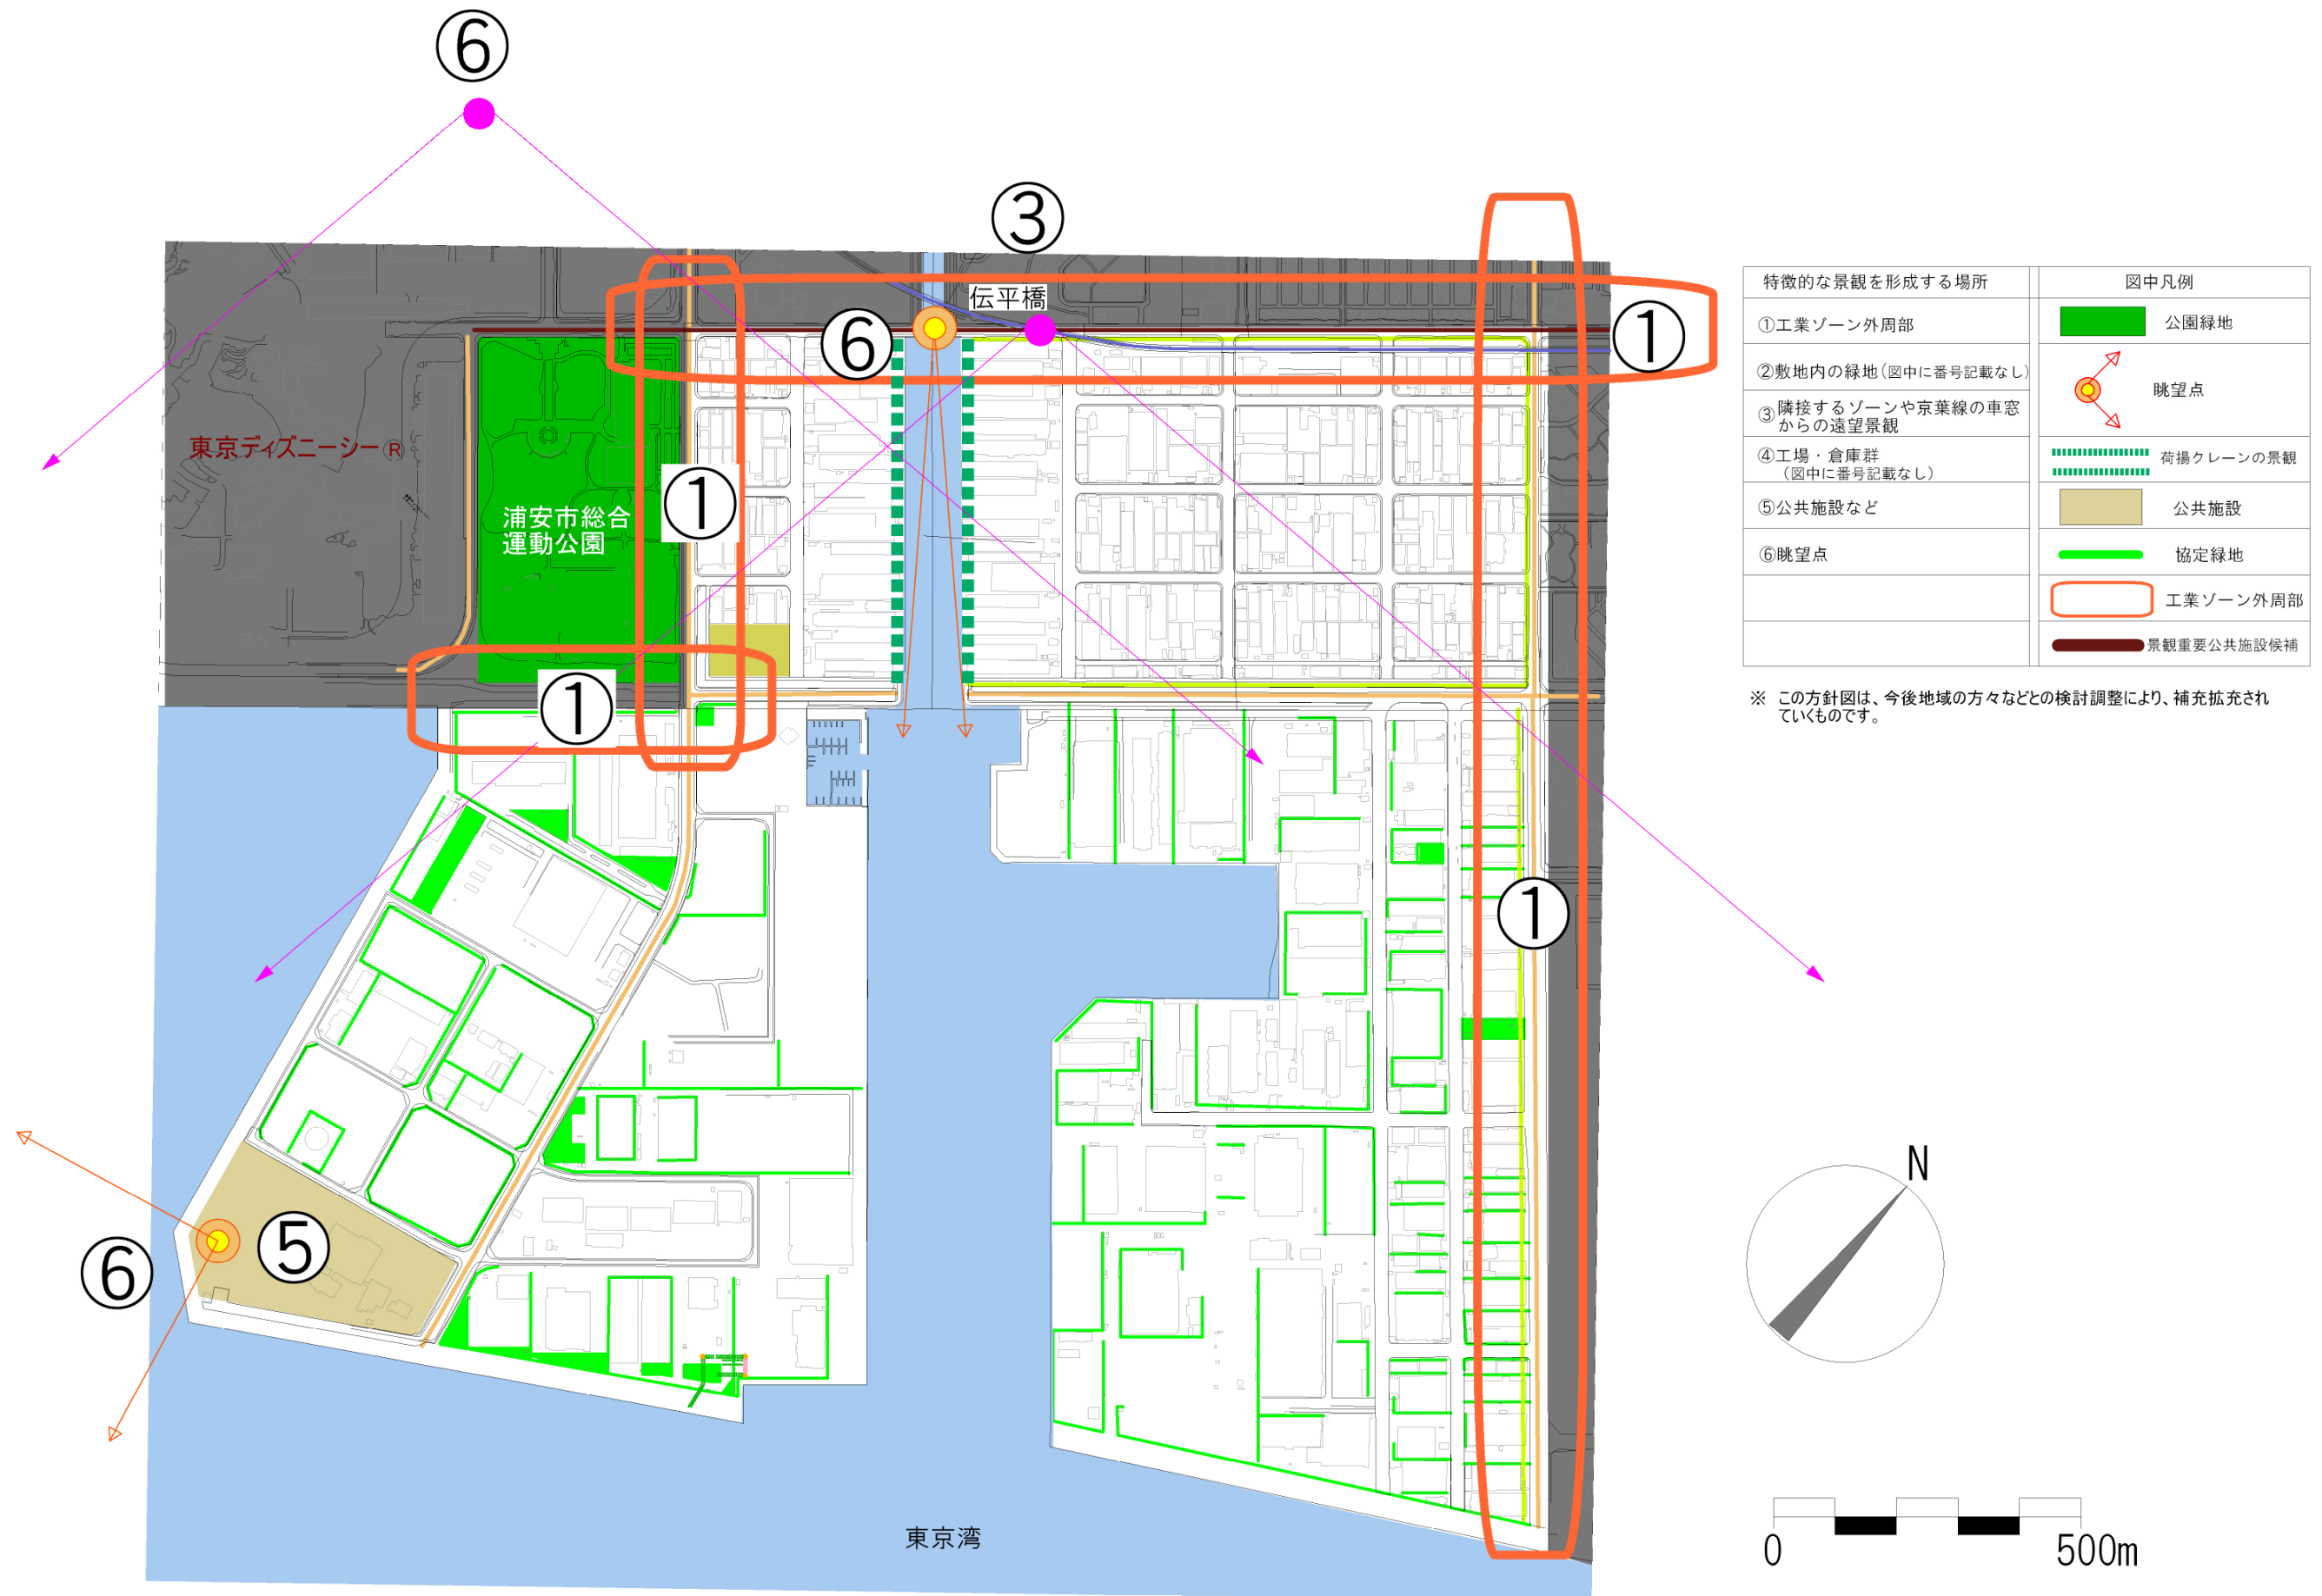 ⑥
③
伝平橋
⑥
①
東京ディズニーシー®
①
浦安市総合
運動公園
①
①
⑤
⑥
東京湾
特徴的な景観を形成する場所
図中凡例
①工業ゾーン外周部
公園緑地
②敷地内の緑地(図中に番号記載なし)
眺望点
③隣接するゾーンや京葉線の車窓
からの遠望景観
荷揚クレーンの景観
④工場・倉庫群
(図中に番号記載なし)
⑤公共施設など
公共施設
⑥眺望点
協定緑地
工業ゾーン外周部
景観重要公共施設候補
※ この方針図は、今後地域の方々などとの検討調整により、補充拡充され
ていくものです。
N
0 500m